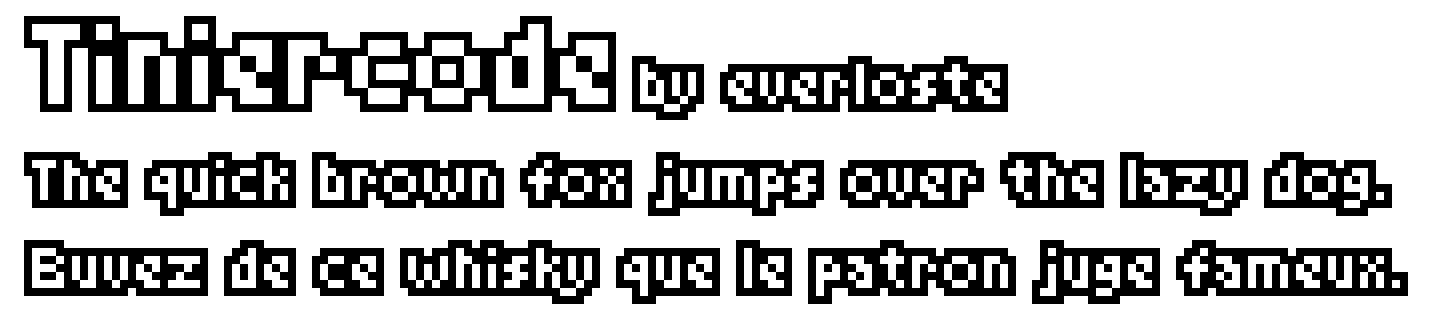 Tinier-code by everloste
The quick brown fox jumps over the lazy dog.
Buvez de ce whisky que le patron juge fameux.